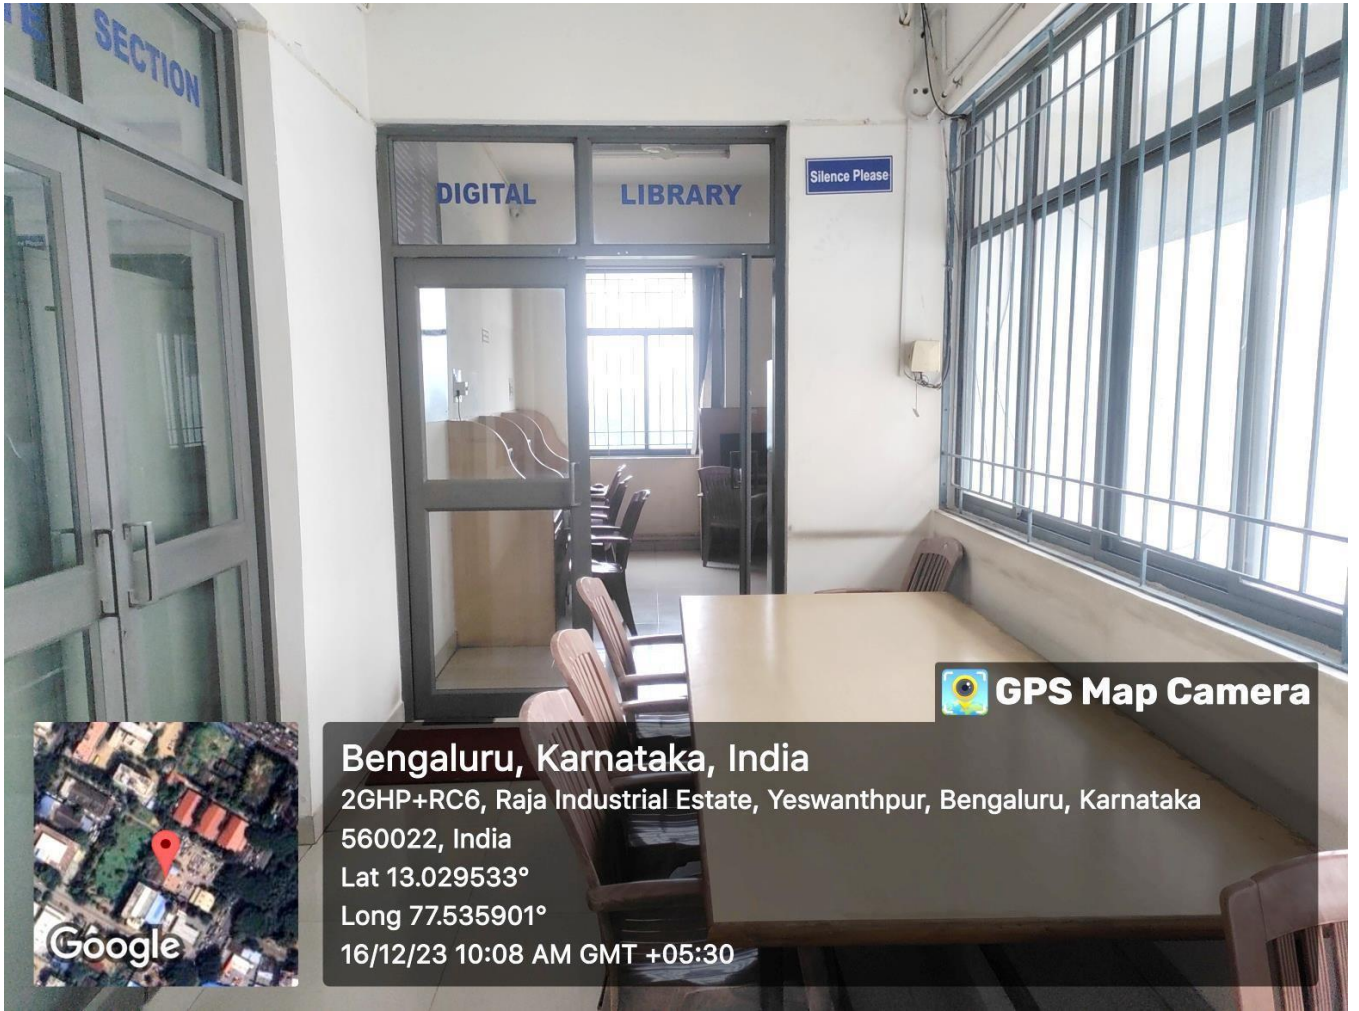 SECTION
DIGITAL LIBRARY
Silence Please
GPS Map Camera
Bengaluru, Karnataka, India
2GHP+RC6, Raja Industrial Estate, Yeswanthpur, Bengaluru, Karnataka
560022, India
Lat 13.029533°
Long 77.535901°
16/12/23 10:08 AM GMT +05:30
Google